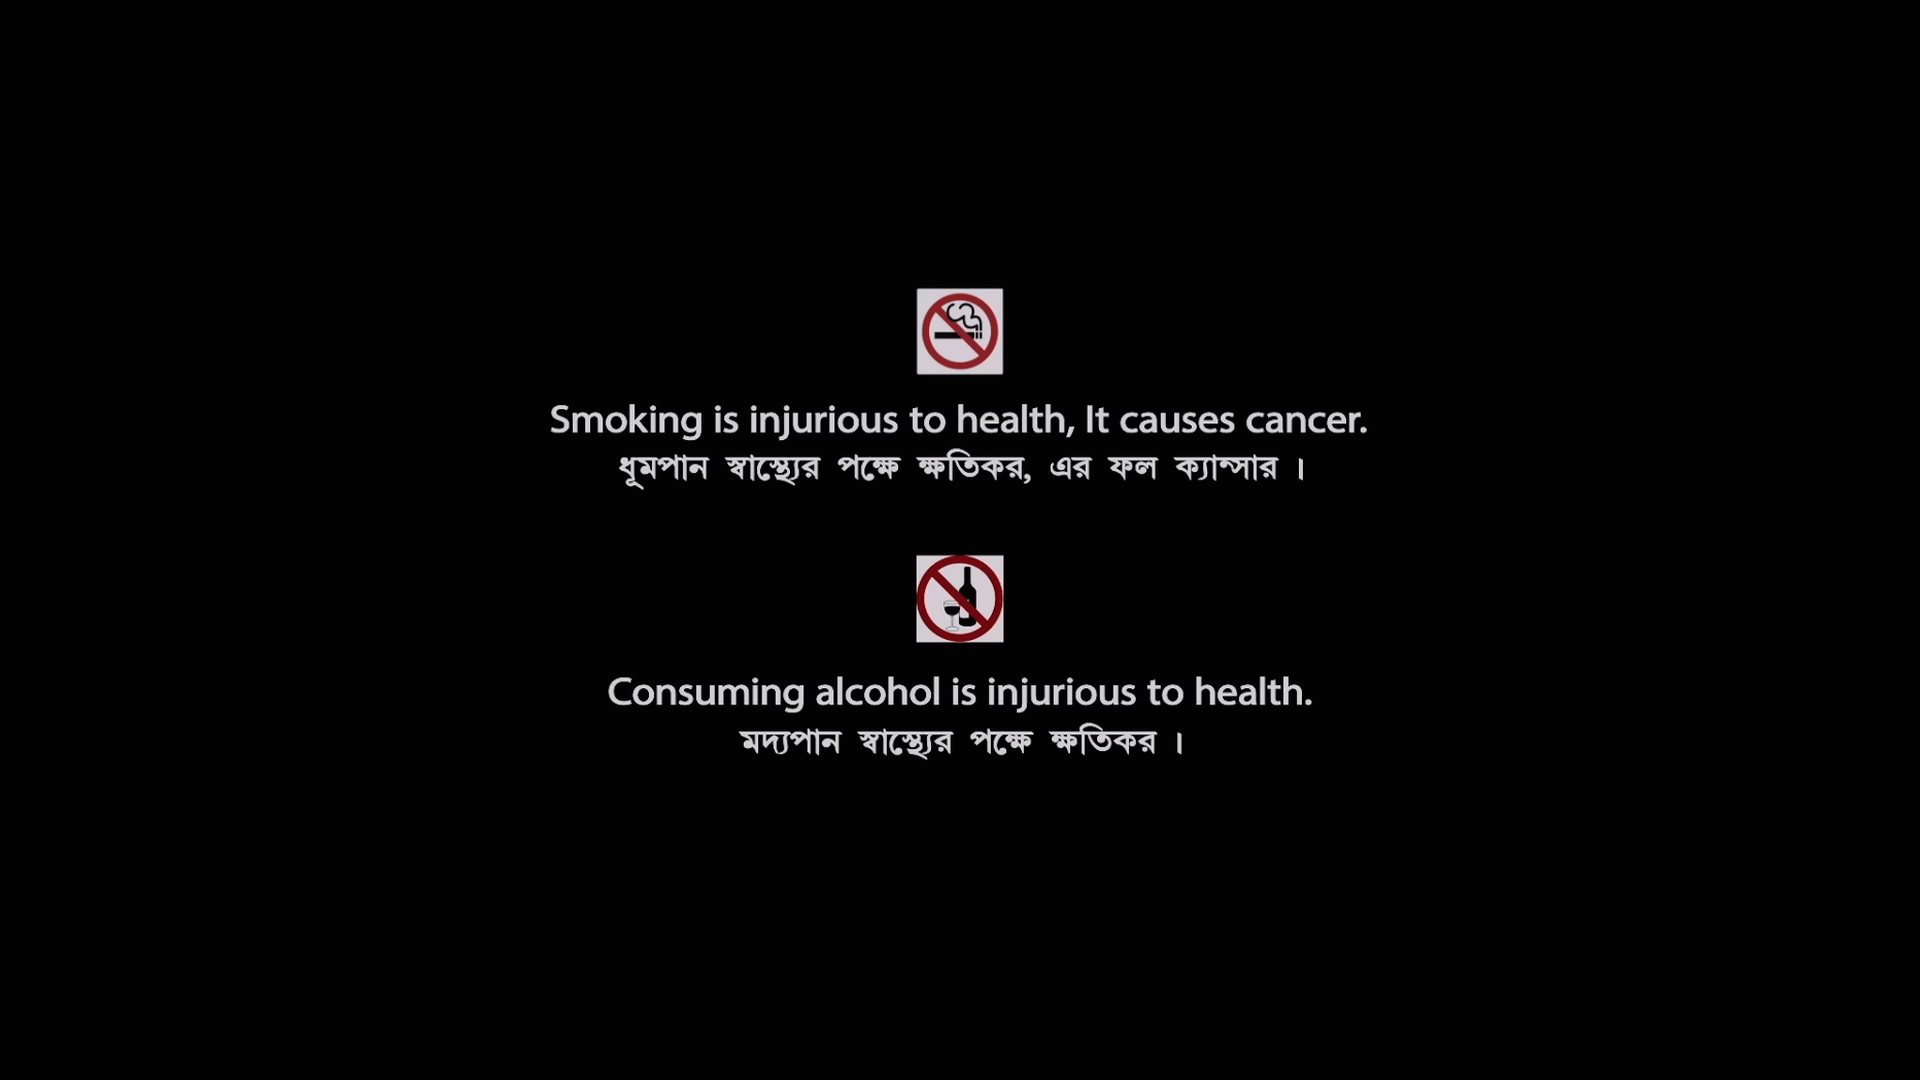 Smoking is injurious to health, It causes cancer.
ধূমপান স্বাস্থ্যের পক্ষে ক্ষতিকর, এর ফল ক্যান্সার ।
Consuming alcohol is injurious to health.
মদ্যপান স্বাস্থ্যের পক্ষে ক্ষতিকর ।